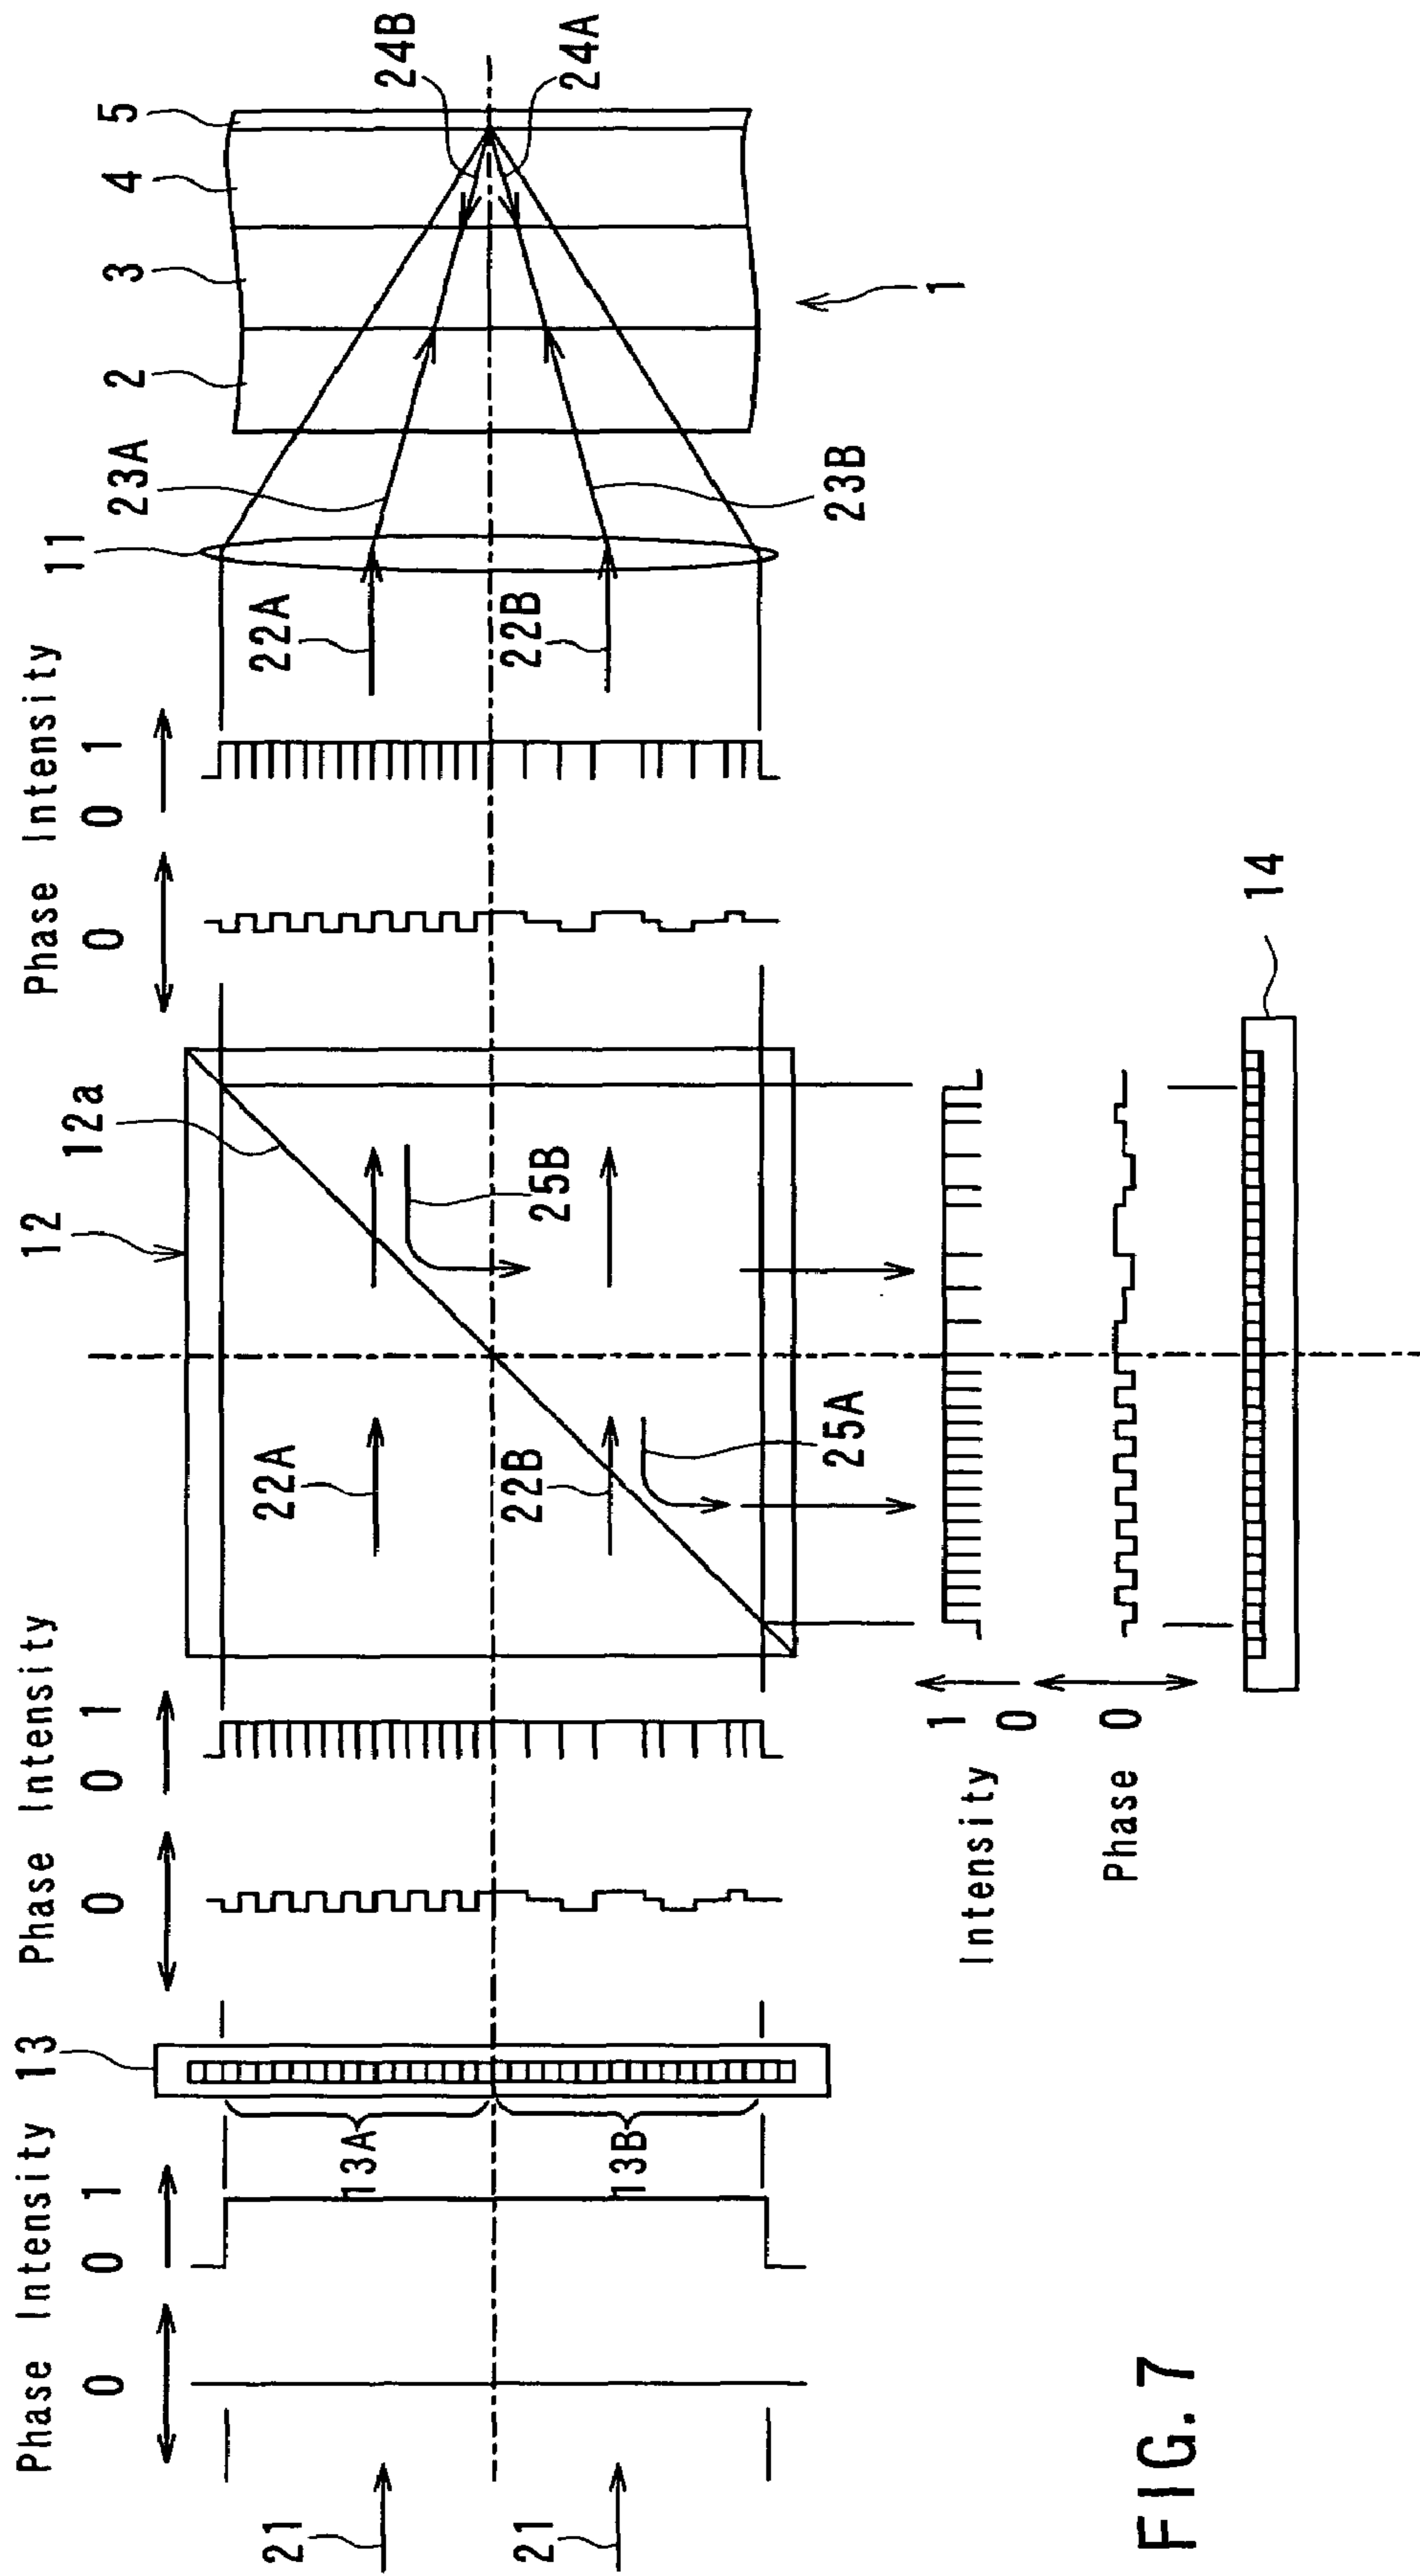 Phase Intensity
0 0 1
Phase Intensity
0 0 1
Phase Intensity
0 0 1
21
21
13
13A
13B
12
12a
22A
22B
25A
25B
22A
22B
11
23A
23B
2
3
4
5
24B
24A
1
Intensity
1
0
Phase 0
14
FIG. 7